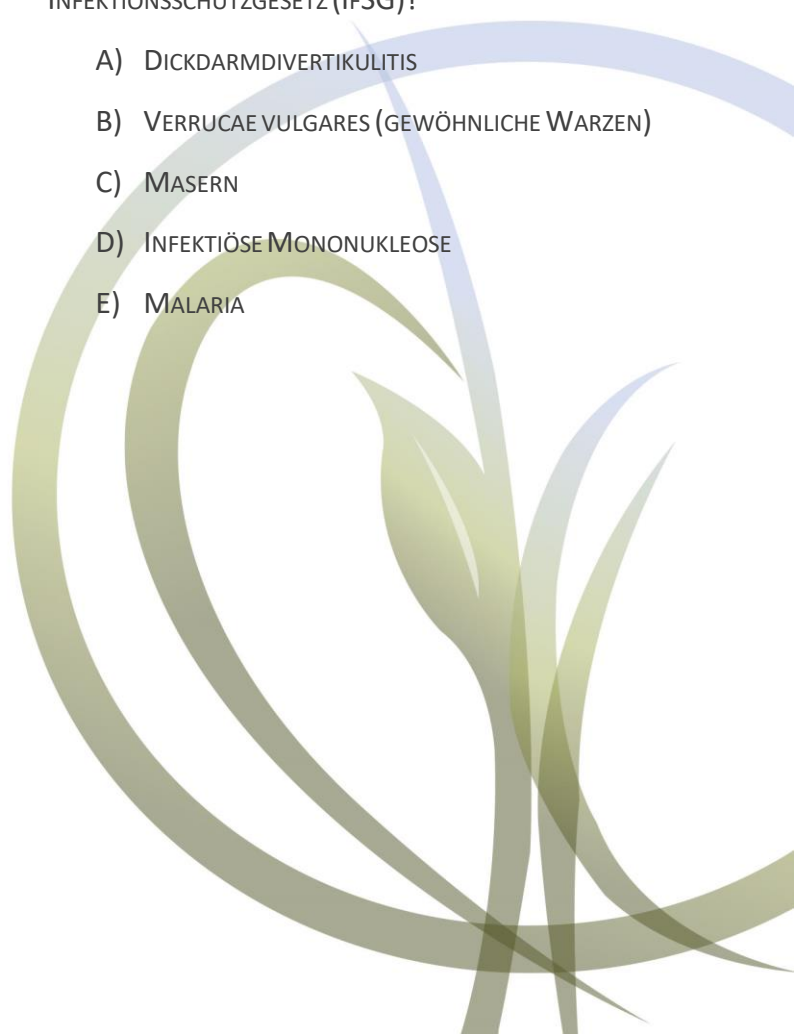 INFEKTIONSSCHUTZGESETZ (IFSG)?
A) DICKDARMDIVERTIKULITIS
B) VERRUCAE VULGARES (GEWÖHNLICHE WARZEN)
C) MASERN
D) INFEKTIÖSE MONONUKLEOSE
E) MALARIA